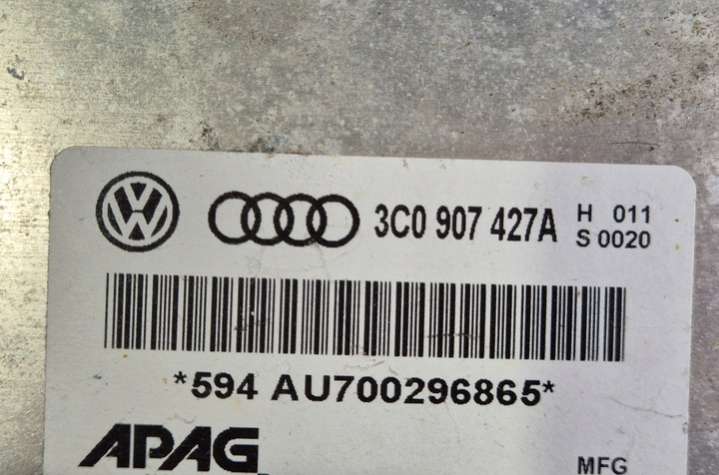 3C0 907 427A H 011
S 0020
*594 AU700296865*
APAG
MFG